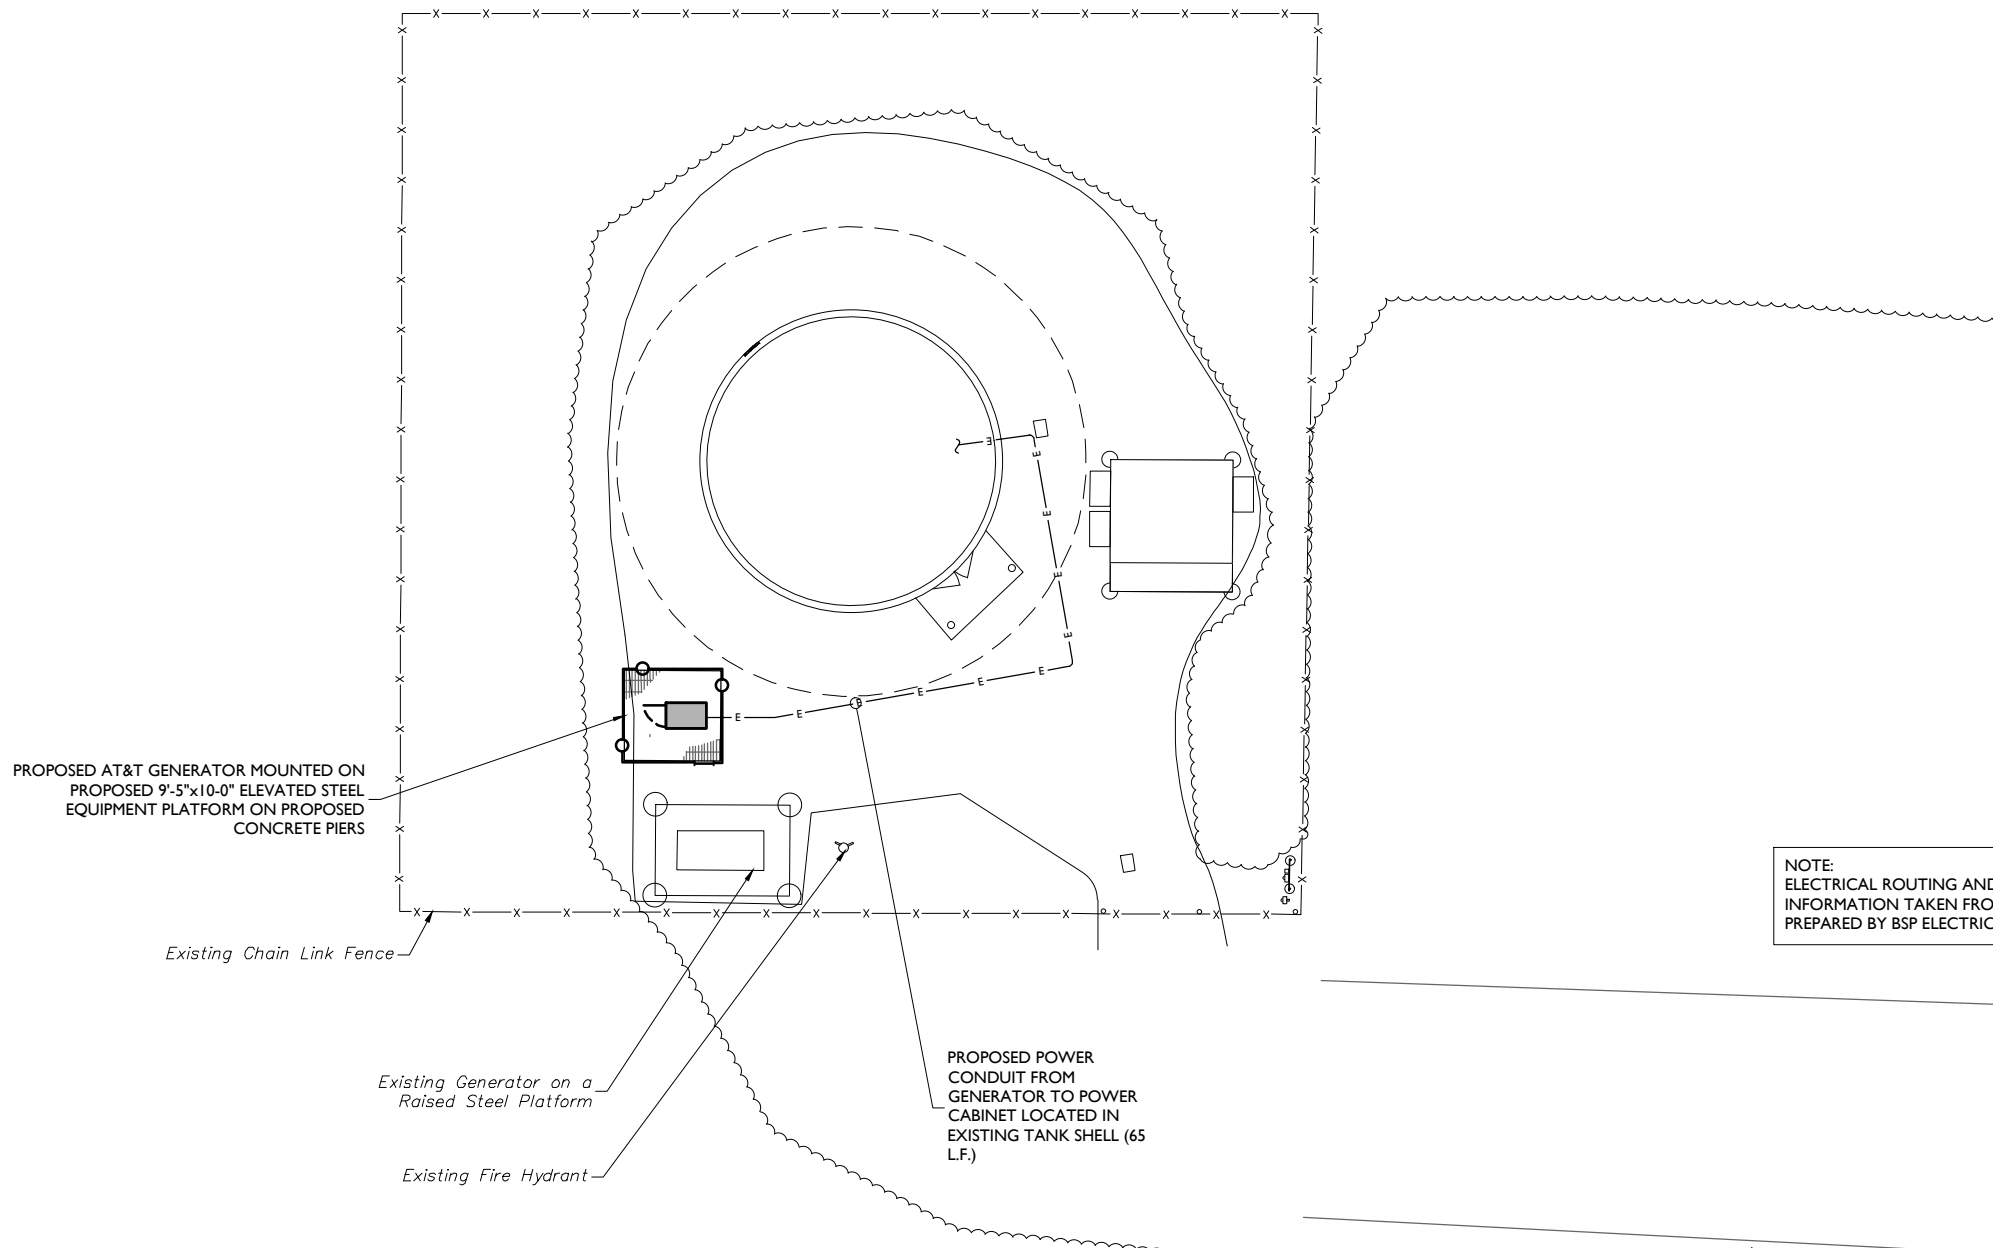 PROPOSED AT&T GENERATOR MOUNTED ON
PROPOSED 9'-5"x10-0" ELEVATED STEEL
EQUIPMENT PLATFORM ON PROPOSED
CONCRETE PIERS
NOTE:
ELECTRICAL ROUTING AND
INFORMATION TAKEN FRO
PREPARED BY BSP ELECTRIC
Existing Chain Link Fence
Existing Generator on a
Raised Steel Platform
PROPOSED POWER
CONDUIT FROM
GENERATOR TO POWER
CABINET LOCATED IN
EXISTING TANK SHELL (65
L.F.)
Existing Fire Hydrant